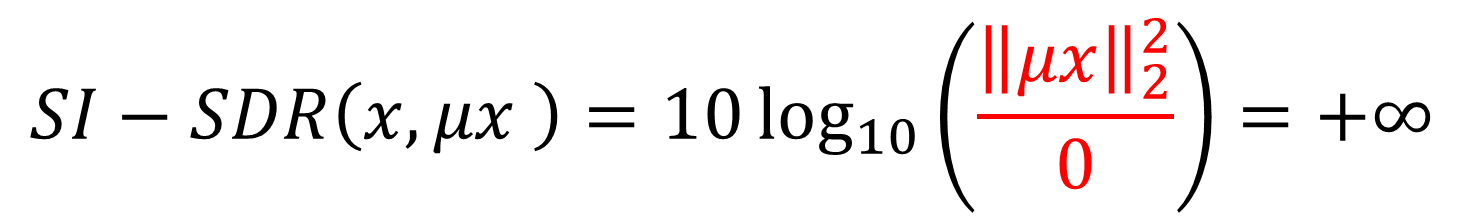 SI − SDR(x, μx ) = 10 log₁₀ (‖μx‖₂² / 0) = +∞